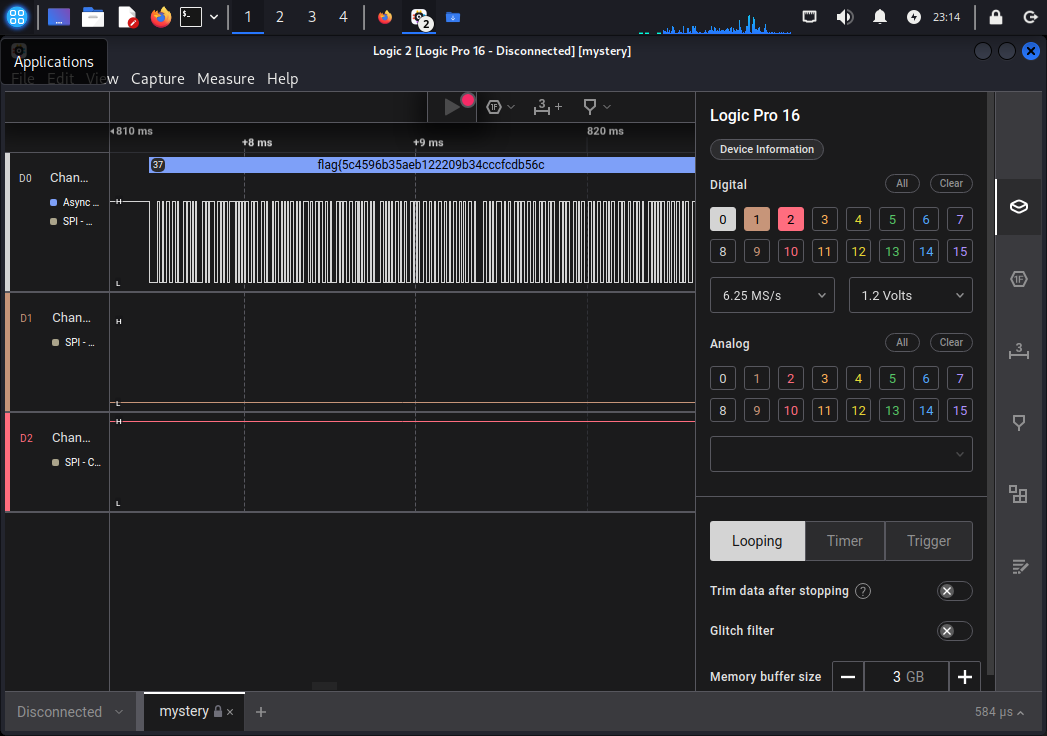 1 2 3 4 2 23:14
Applications
Logic 2 [Logic Pro 16 - Disconnected] [mystery]
File Edit View Capture Measure Help
1F 3 +
810 ms 820 ms
+8 ms +9 ms
37 flag{5c4596b35aeb122209b34cccfcdb56c
D0 Chan...
Async ...
SPI - ...
H
L
D1 Chan...
SPI - ...
H
L
D2 Chan...
SPI - C...
H
L
Logic Pro 16
Device Information
Digital All Clear
0 1 2 3 4 5 6 7
8 9 10 11 12 13 14 15
6.25 MS/s 1.2 Volts
Analog All Clear
0 1 2 3 4 5 6 7
8 9 10 11 12 13 14 15
Looping Timer Trigger
Trim data after stopping ?
Glitch filter
Memory buffer size 3 GB
1F
3
Disconnected mystery × + 584 µs